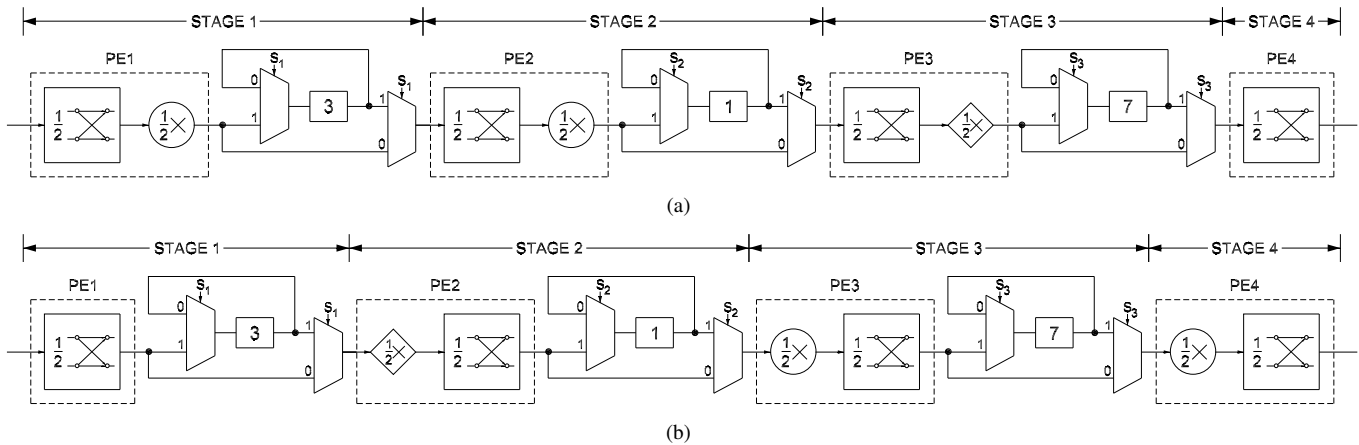 STAGE 1 STAGE 2 STAGE 3 STAGE 4
PE1 PE2 PE3 PE4
S1 S1 S2 S2 S3 S3
0 0 0
1/2 1/2 × 3 1 1/2 1/2 × 1 1 1/2 1/2 × 7 1 1/2
1 1 1
0 0 0
(a)
STAGE 1 STAGE 2 STAGE 3 STAGE 4
PE1 PE2 PE3 PE4
S1 S1 S2 S2 S3 S3
0 0 0
1/2 3 1 1/2 × 1/2 1 1 1/2 × 1/2 7 1 1/2 × 1/2
1 1 1
0 0 0
(b)